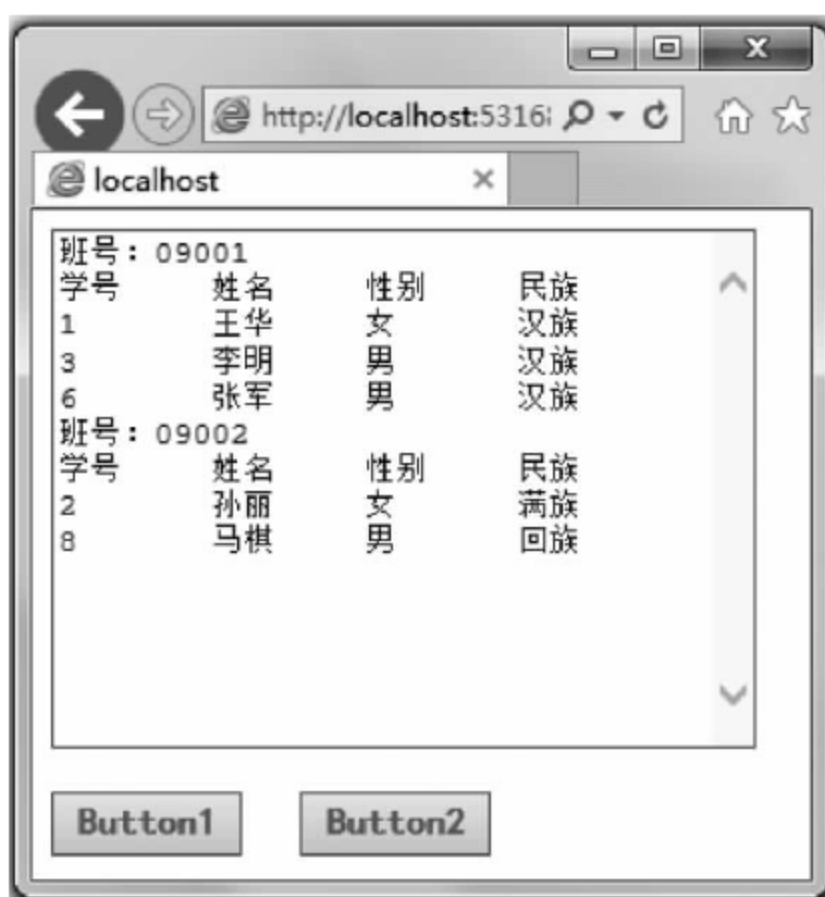 http://localhost:5316
localhost
班号：09001
学号 姓名 性别 民族
1 王华 女 汉族
3 李明 男 汉族
6 张军 男 汉族
班号：09002
学号 姓名 性别 民族
2 孙丽 女 满族
8 马棋 男 回族
Button1 Button2